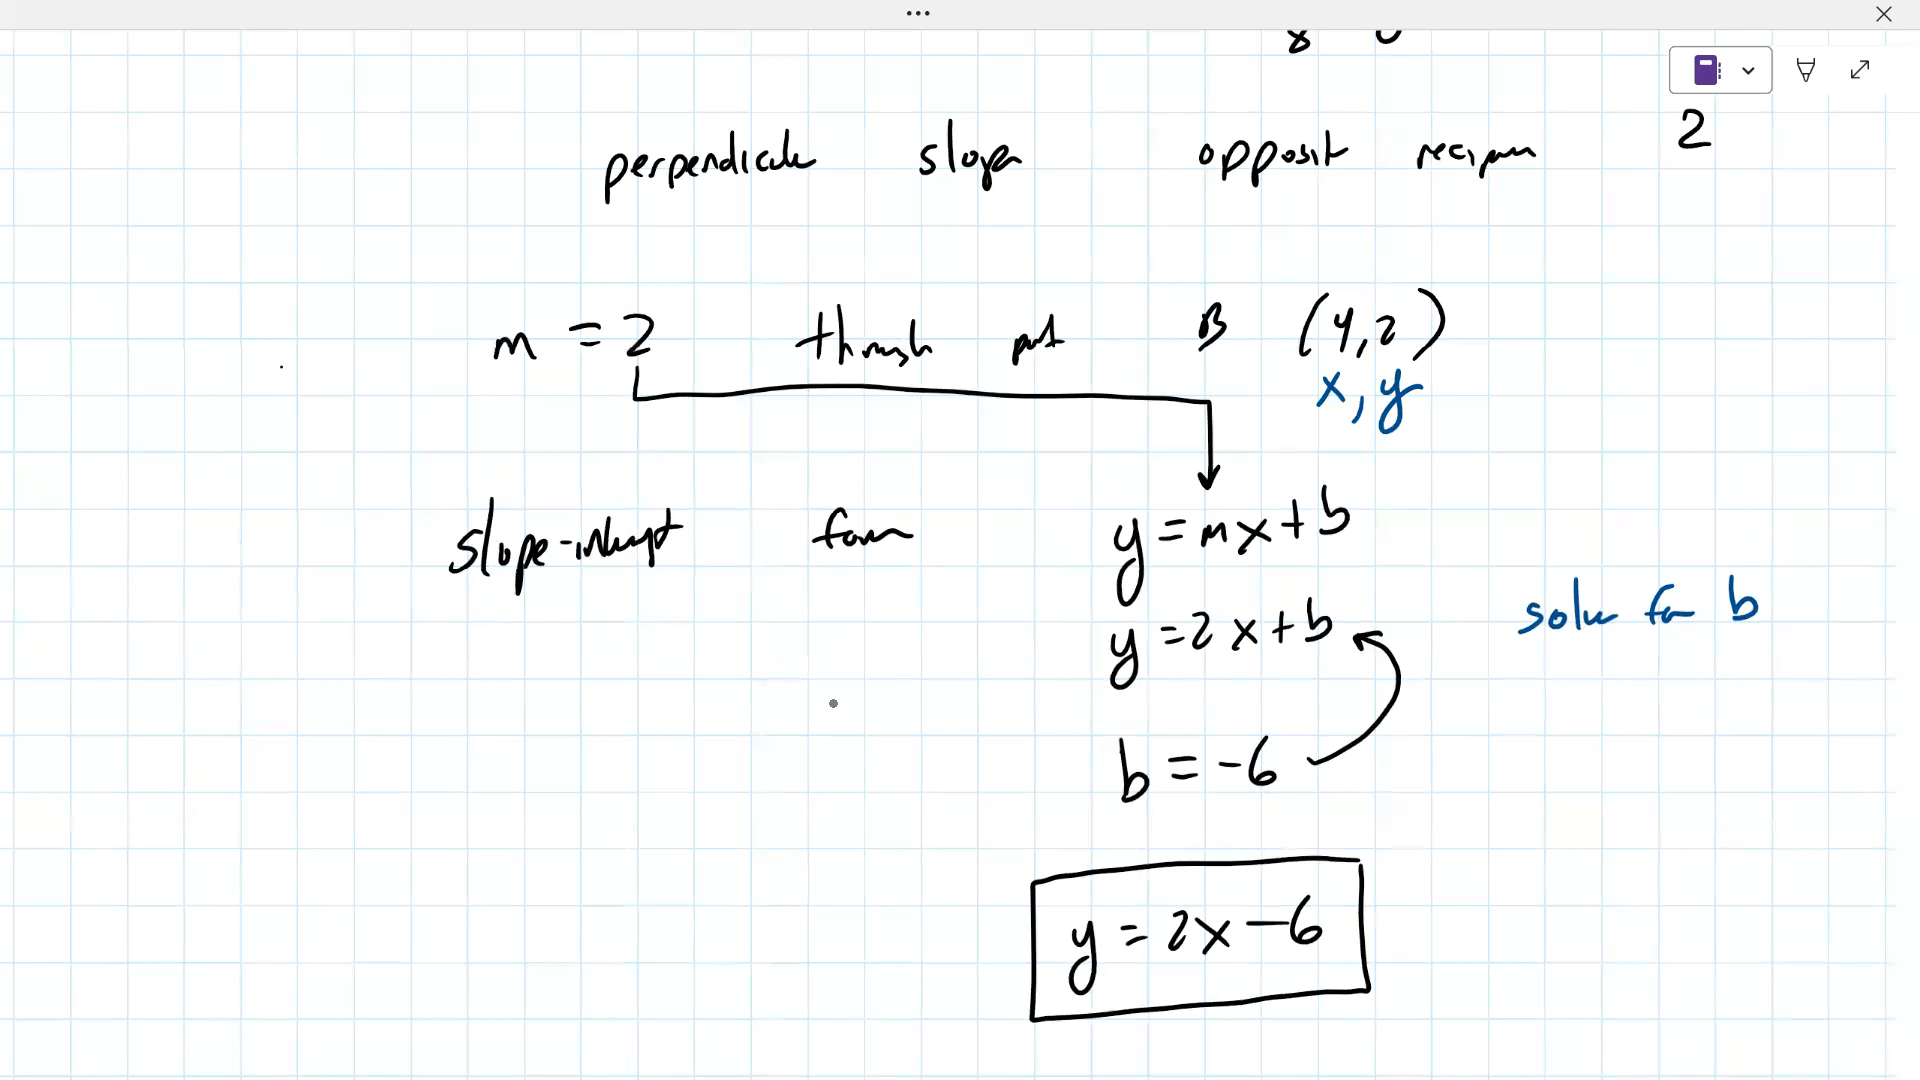 8
2
perpendicular slope opposite
m = 2 through point B (4,2)
x, y
slope-intercept form y = mx + b
y = 2x + b solve for b
b = -6
y = 2x - 6